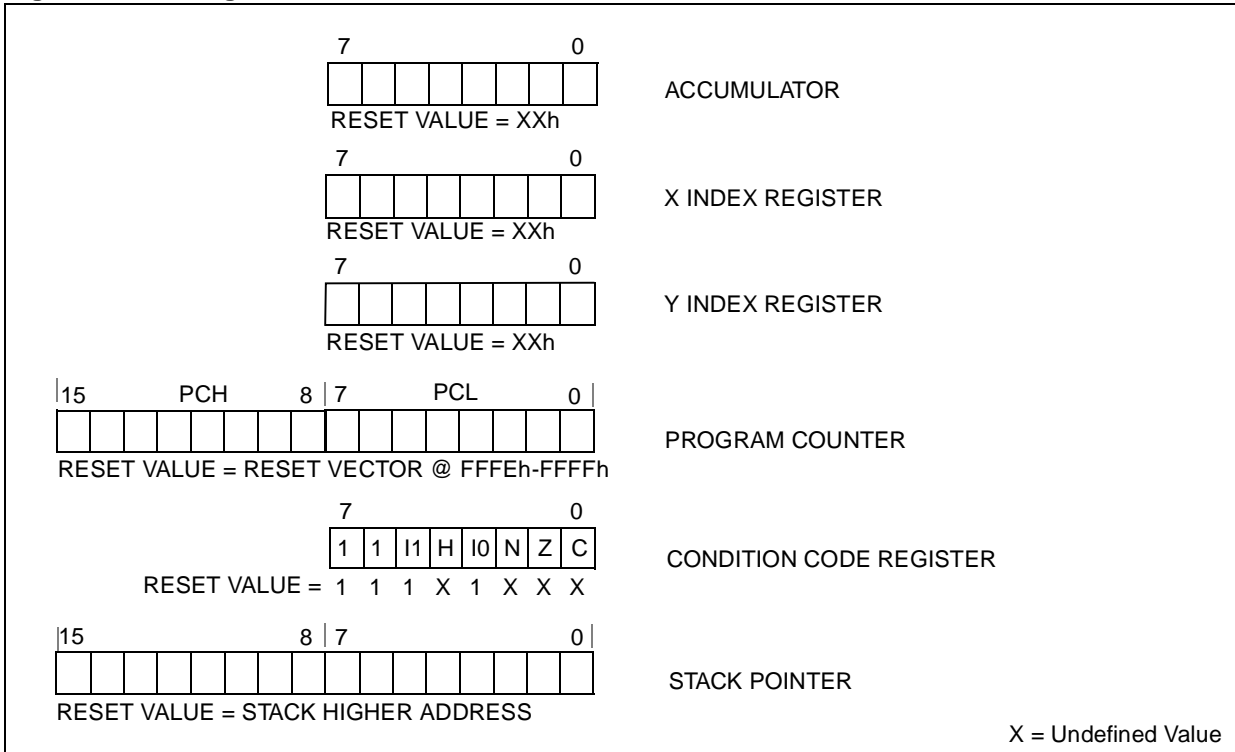 7 0
ACCUMULATOR
RESET VALUE = XXh
7 0
X INDEX REGISTER
RESET VALUE = XXh
7 0
Y INDEX REGISTER
RESET VALUE = XXh
15 PCH 8 7 PCL 0
PROGRAM COUNTER
RESET VALUE = RESET VECTOR @ FFFEh-FFFFh
7 0
1 1 I1 H I0 N Z C
CONDITION CODE REGISTER
RESET VALUE = 1 1 1 X 1 X X X
15 8 7 0
STACK POINTER
RESET VALUE = STACK HIGHER ADDRESS
X = Undefined Value